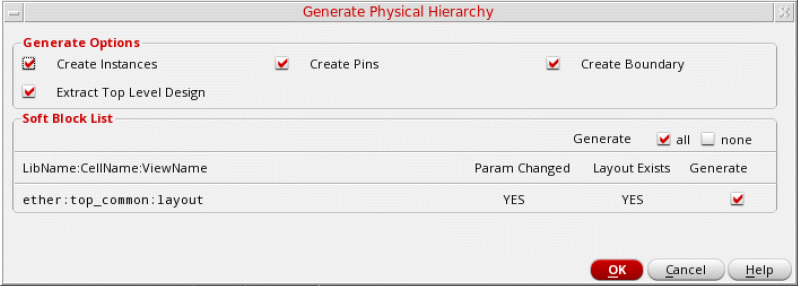 Generate Physical Hierarchy
Generate Options
Create Instances Create Pins Create Boundary
Extract Top Level Design
Soft Block List
Generate all none
LibName:CellName:ViewName Param Changed Layout Exists Generate
ether:top_common:layout YES YES
OK Cancel Help